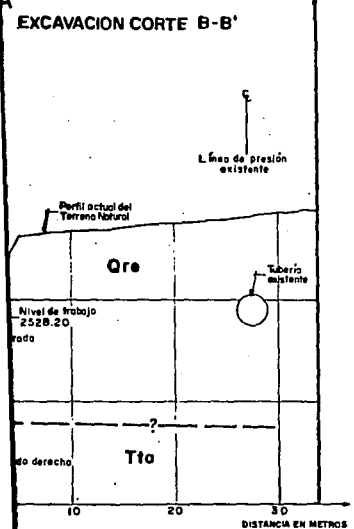 EXCAVACION CORTE B-B'
C
Línea de presión
existente
Perfil actual del
Terreno Natural
Qre
Tubería
existente
Nivel de trabajo
2528.20
rada
?
do derecho
Tta
10 20 30
DISTANCIA EN METROS